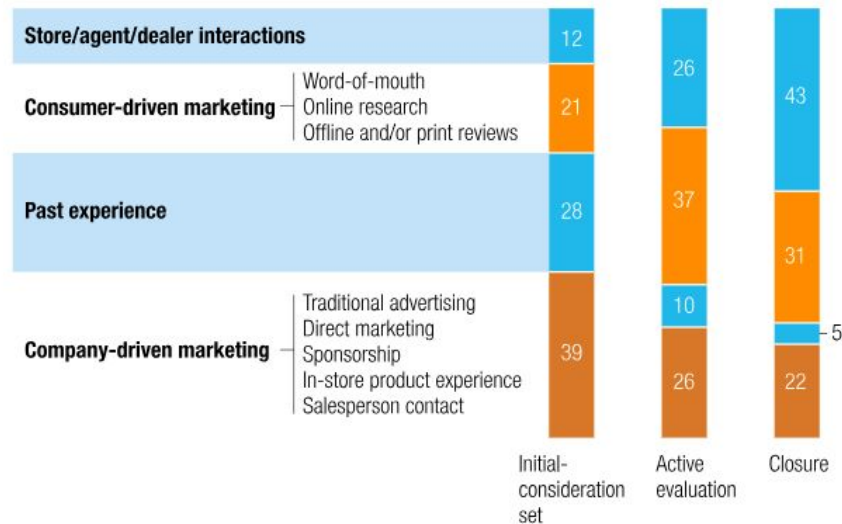 Store/agent/dealer interactions
12
26
43
Consumer-driven marketing
Word-of-mouth
Online research
Offline and/or print reviews
21
37
31
Past experience
28
10
5
Company-driven marketing
Traditional advertising
Direct marketing
Sponsorship
In-store product experience
Salesperson contact
39
26
22
Initial-
consideration
set
Active
evaluation
Closure